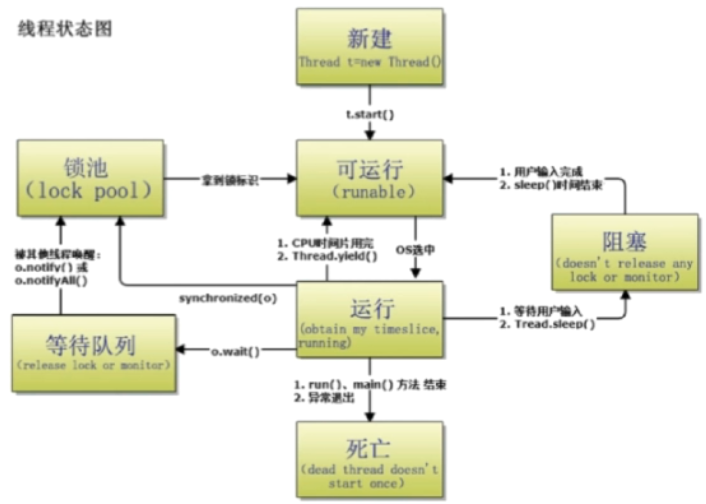 线程状态图
新建
Thread t=new Thread()
t.start()
锁池
(lock pool)
拿到锁标识
可运行
(runable)
1. 用户输入完成
2. sleep()时间结束
阻塞
(doesn't release any
lock or monitor)
被其他线程唤醒:
o.notify() 或
o.notifyAll()
1. CPU时间片用完
2. Thread.yield()
OS选中
synchronized(o)
运行
(obtain my timeslice,
running)
1. 等待用户输入
2. Tread.sleep()
等待队列
(release lock or monitor)
o.wait()
1. run()、main() 方法 结束
2. 异常退出
死亡
(dead thread doesn't
start once)